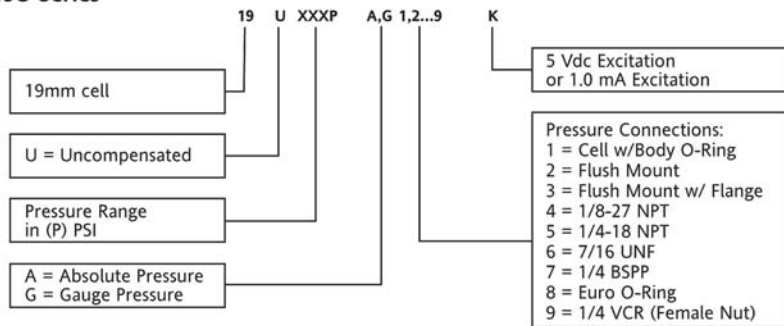 19 U XXXP A,G 1,2...9 K
19mm cell
U = Uncompensated
Pressure Range
in (P) PSI
A = Absolute Pressure
G = Gauge Pressure
5 Vdc Excitation
or 1.0 mA Excitation
Pressure Connections:
1 = Cell w/Body O-Ring
2 = Flush Mount
3 = Flush Mount w/ Flange
4 = 1/8-27 NPT
5 = 1/4-18 NPT
6 = 7/16 UNF
7 = 1/4 BSPP
8 = Euro O-Ring
9 = 1/4 VCR (Female Nut)